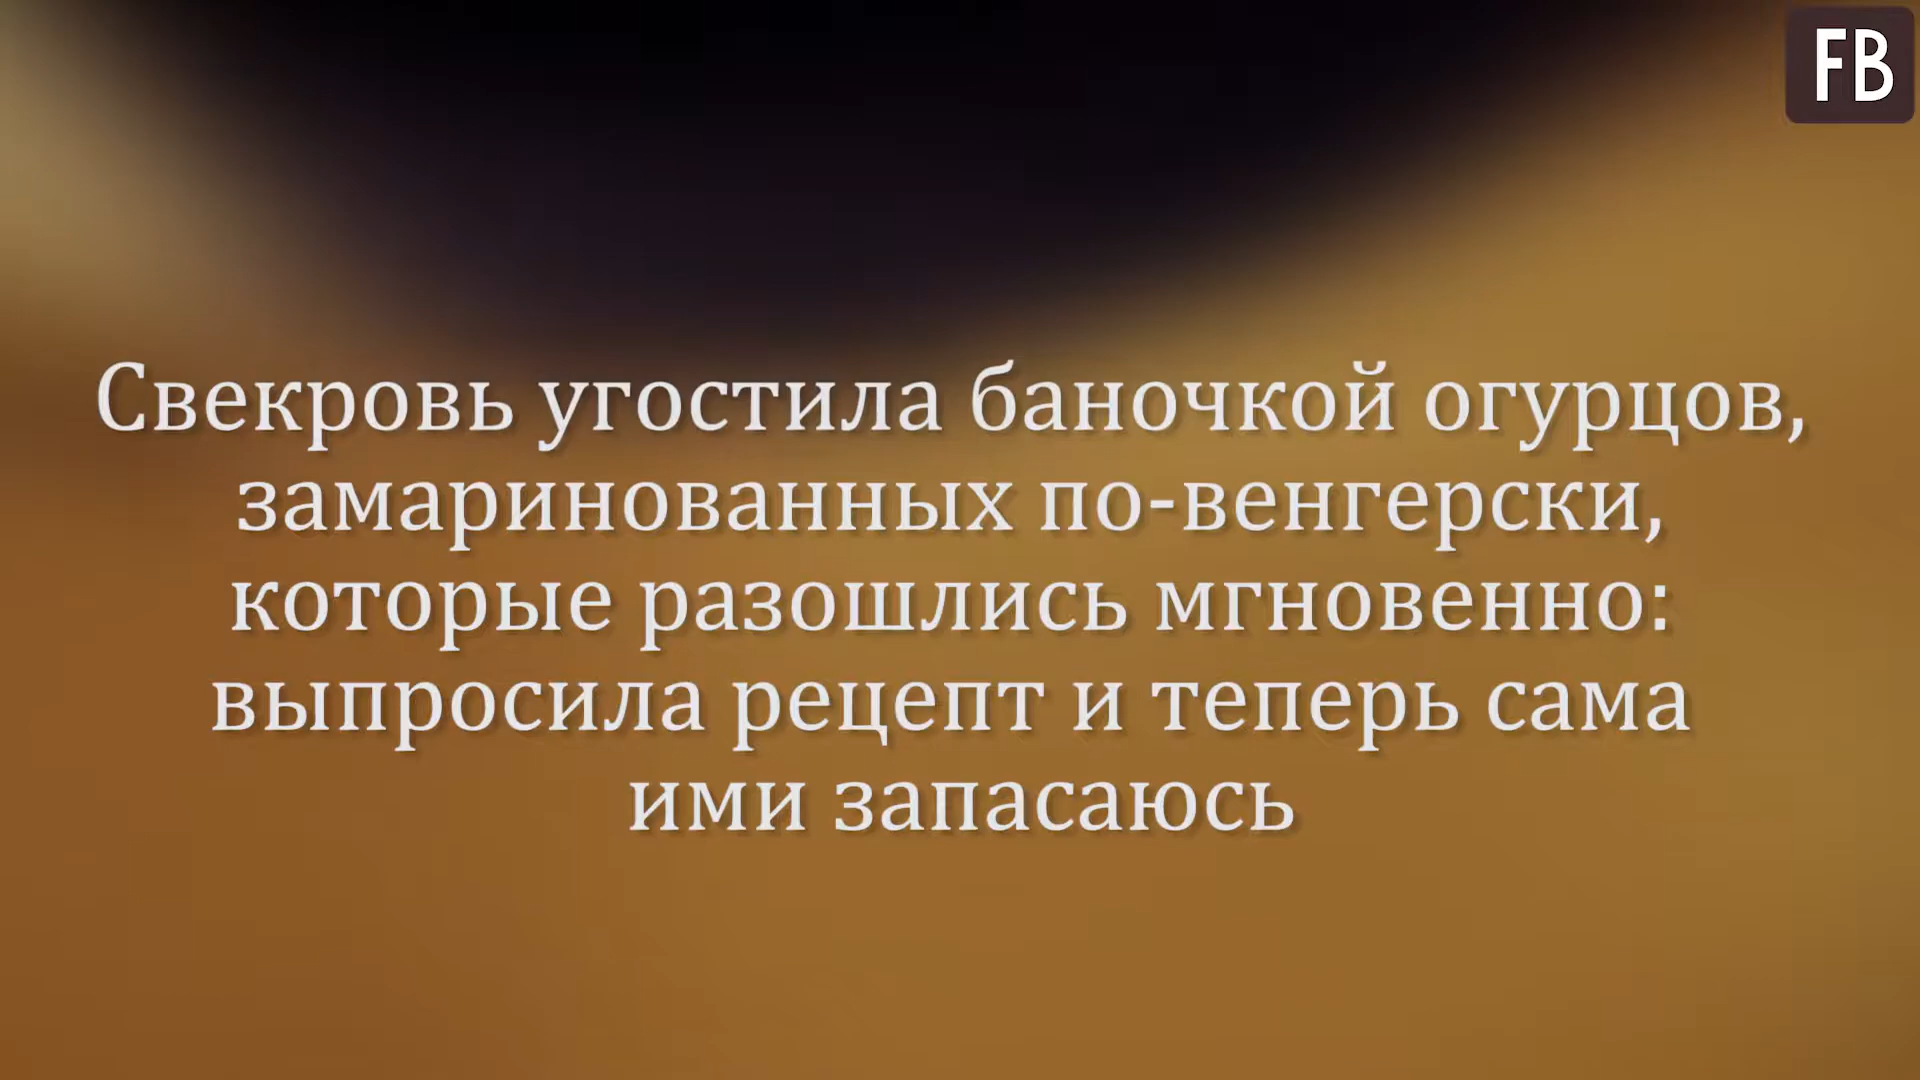 FB
Свекровь угостила баночкой огурцов,
замаринованных по-венгерски,
которые разошлись мгновенно:
выпросила рецепт и теперь сама
ими запасаюсь